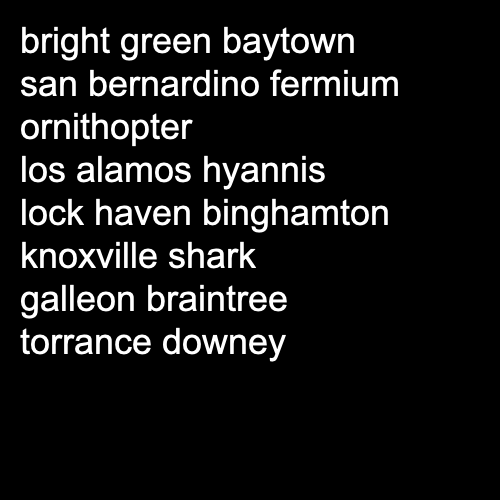 bright green baytown
san bernardino fermium
ornithopter
los alamos hyannis
lock haven binghamton
knoxville shark
galleon braintree
torrance downey